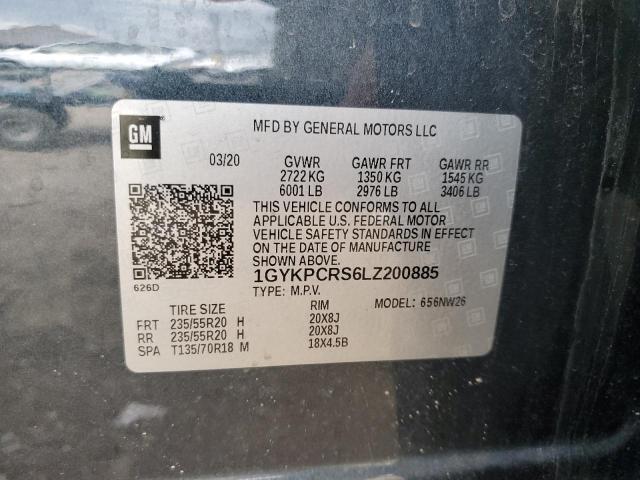 GM
MFD BY GENERAL MOTORS LLC
03/20 GVWR GAWR FRT GAWR RR
2722 KG 1350 KG 1545 KG
6001 LB 2976 LB 3406 LB
THIS VEHICLE CONFORMS TO ALL
APPLICABLE U.S. FEDERAL MOTOR
VEHICLE SAFETY STANDARDS IN EFFECT
ON THE DATE OF MANUFACTURE
SHOWN ABOVE.
1GYKPCRS6LZ200885
626D
TYPE: M.P.V. MODEL: 656NW26
TIRE SIZE RIM
FRT 235/55R20 H 20X8J
RR 235/55R20 H 20X8J
SPA T135/70R18 M 18X4.5B